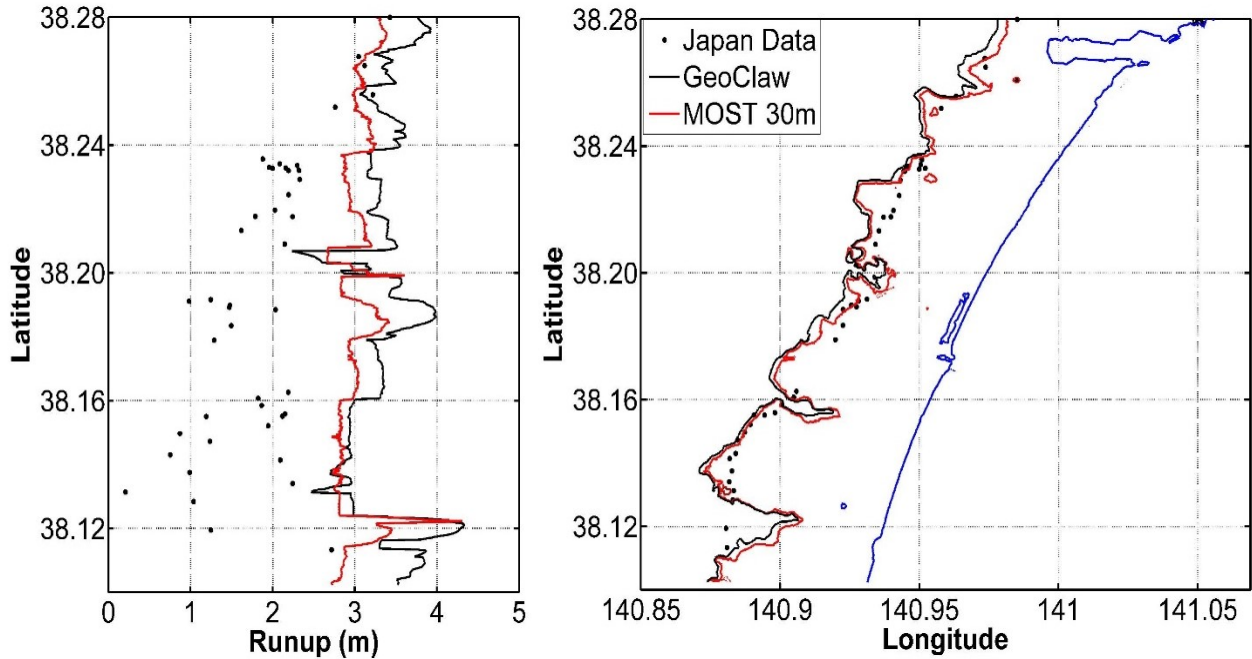 38.28
38.24
38.20
38.16
38.12
Latitude
0 1 2 3 4 5
Runup (m)
38.28
38.24
38.20
38.16
38.12
Latitude
Japan Data
GeoClaw
MOST 30m
140.85 140.9 140.95 141 141.05
Longitude